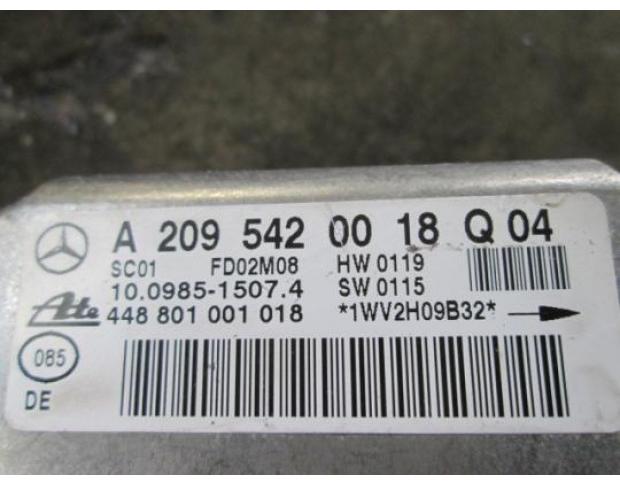 A 209 542 00 18 Q 04
SC01 FD02M08 HW 0119
10.0985-1507.4 SW 0115
Ate 448 801 001 018 *1WV2H09B32*
085
DE